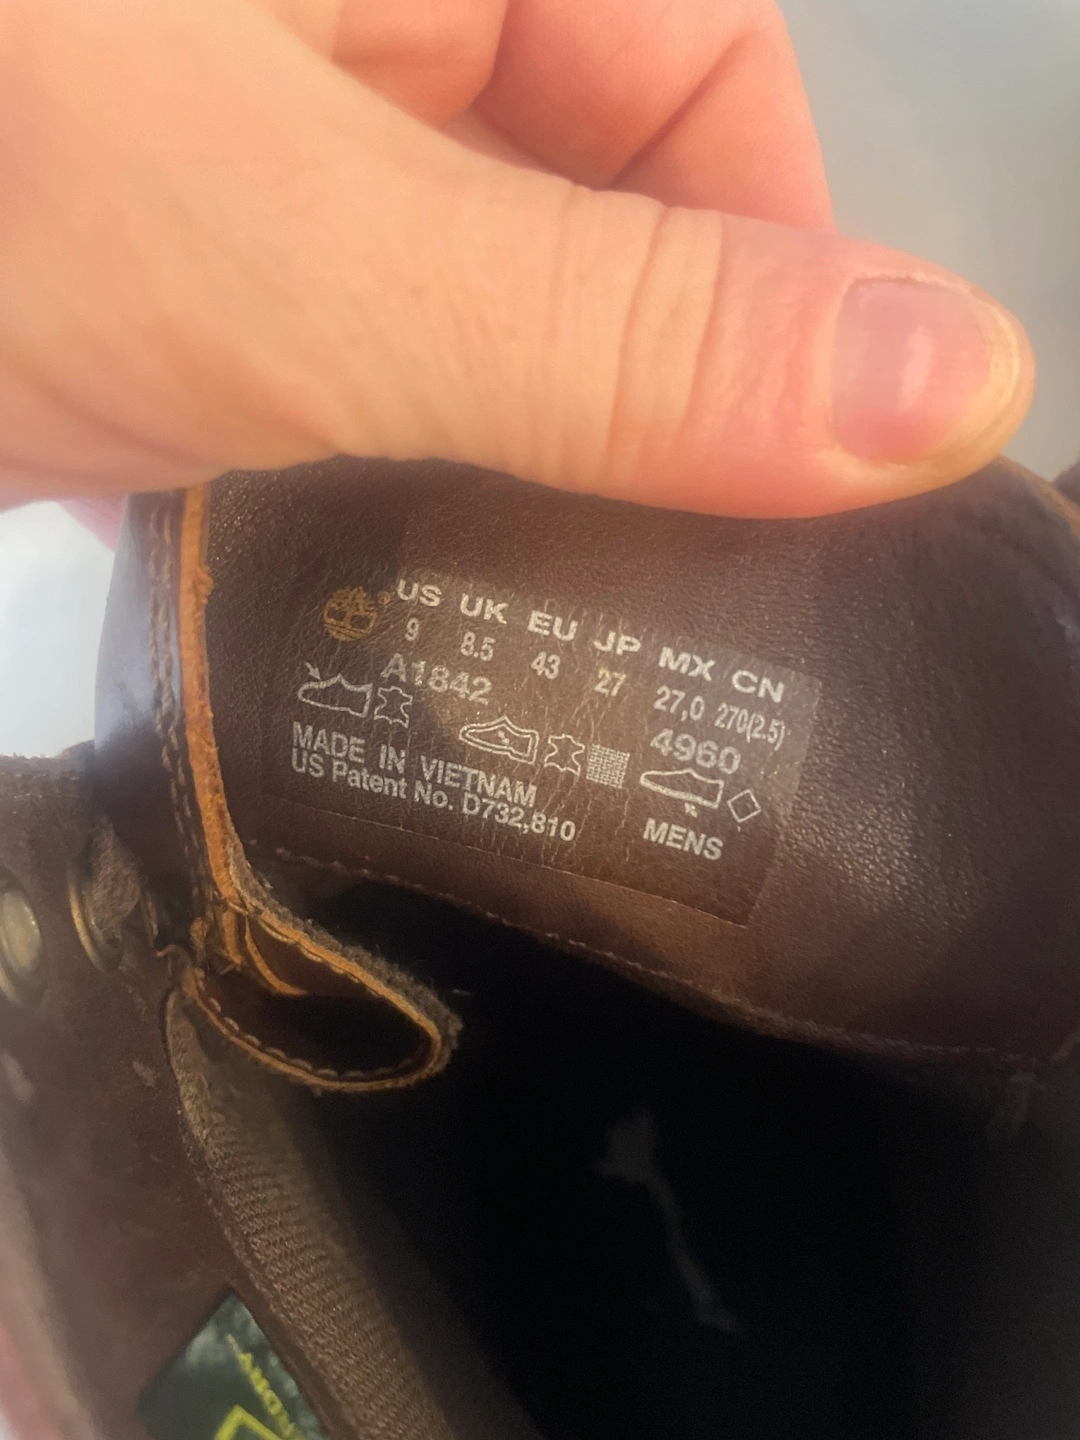 US UK EU JP MX CN
9 8.5 43 27 27,0 270(2.5)
A1842 4960
MADE IN VIETNAM
US Patent No. D732,810
MENS